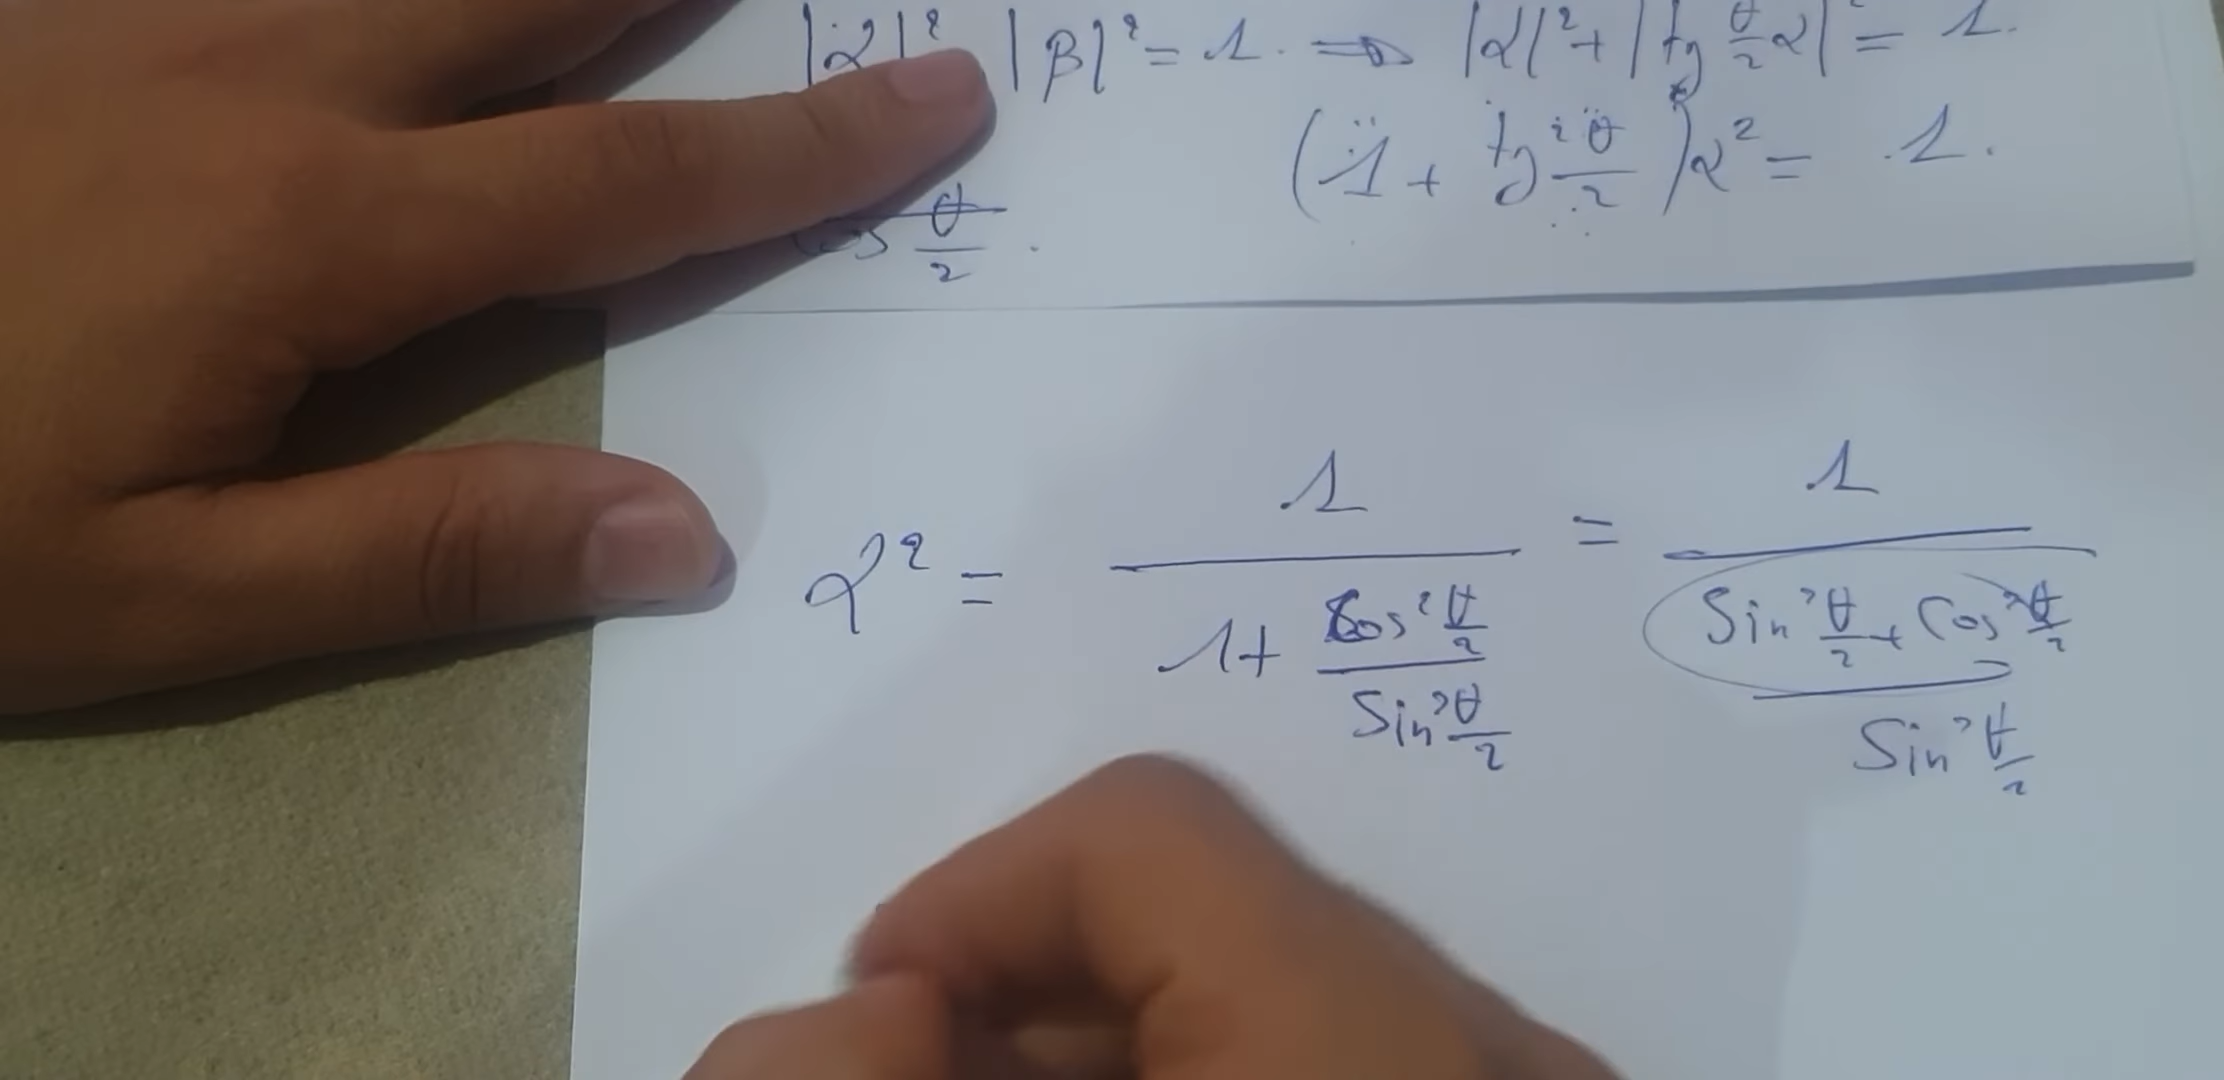 |α|² |β|² = 1. ⇒ |α|² + |tg θ/2 α|² = 1.
(1 + tg² θ/2) α² = 1.
cos θ/2 .
α² = 1 / (1 + Cos² θ/2 / Sin² θ/2) = 1 / (Sin² θ/2 + Cos² θ/2 / Sin² θ/2)